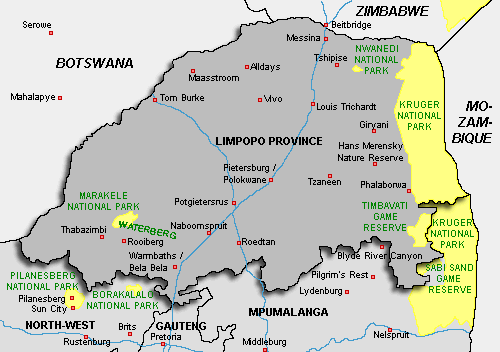 ZIMBABWE
Serowe
Beitbridge
Messina
BOTSWANA
NWANEDI
NATIONAL
PARK
Tshipise
Alldays
Maasstroom
Mahalapye
Tom Burke
Vivo
Louis Trichardt
KRUGER
NATIONAL
PARK
MO-
ZAM-
BIQUE
Giryani
LIMPOPO PROVINCE
Hans Merensky
Nature Reserve
Pietersburg /
Polokwane
Tzaneen
Phalaborwa
MARAKELE
NATIONAL PARK
Potgietersrus
TIMBAVATI
GAME
RESERVE
KRUGER
NATIONAL
PARK
WATERBERG
Thabazimbi
Naboomspruit
Rooiberg
Roedtan
Blyde River Canyon
Warmbaths /
Bela Bela
SABI SAND
GAME
RESERVE
PILANESBERG
NATIONAL PARK
Pilgrim's Rest
BORAKALALO
NATIONAL PARK
Pilanesberg
Sun City
Lydenburg
MPUMALANGA
NORTH-WEST
GAUTENG
Brits
Nelspruit
Rustenburg
Pretoria
Middelburg